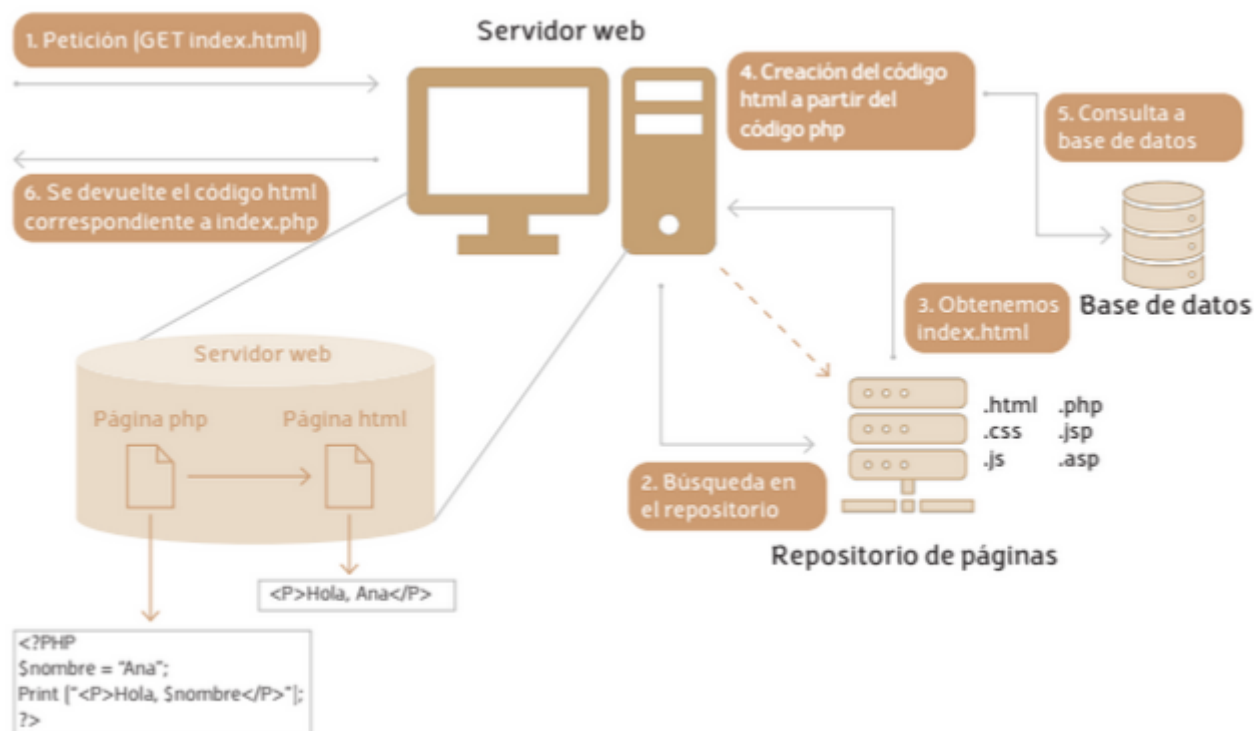 1. Petición (GET index.html)
Servidor web
4. Creación del código
html a partir del
código php
5. Consulta a
base de datos
6. Se devuelte el código html
correspondiente a index.php
Base de datos
3. Obtenemos
index.html
Servidor web
Página php
Página html
.html .php
.css .jsp
.js .asp
2. Búsqueda en
el repositorio
Repositorio de páginas
<P>Hola, Ana</P>
<?PHP
$nombre = "Ana";
Print ["<P>Hola, $nombre</P>"];
?>